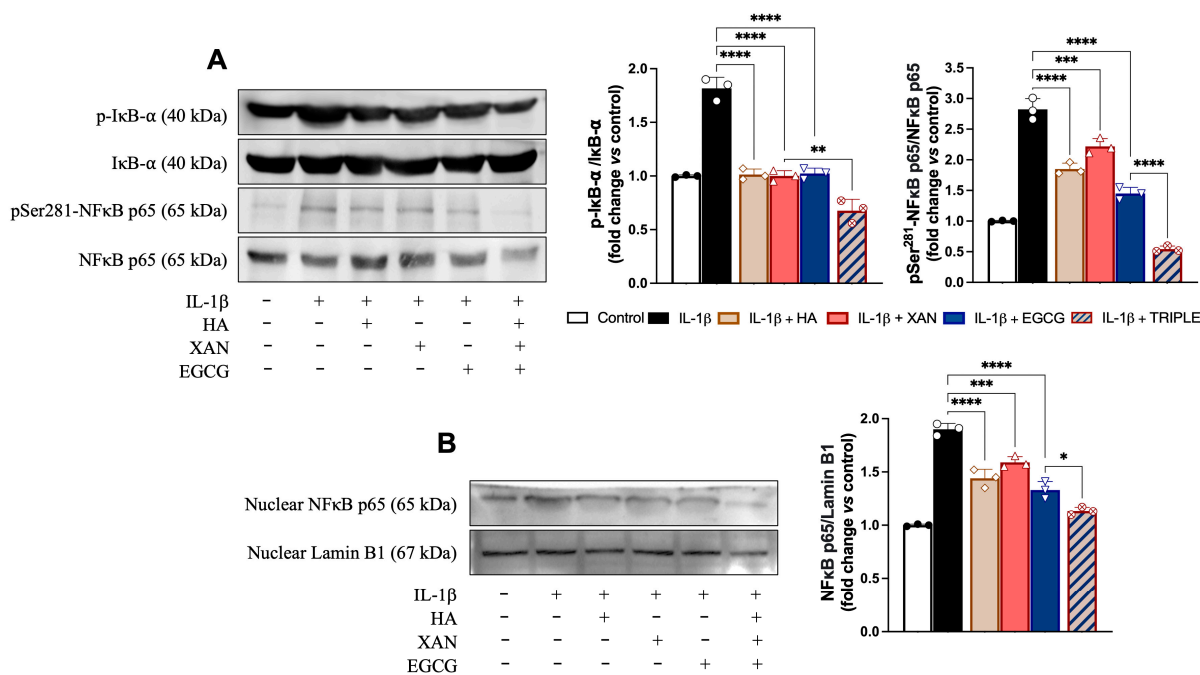 A
p-IκB-α (40 kDa)
IκB-α (40 kDa)
pSer281-NFκB p65 (65 kDa)
NFκB p65 (65 kDa)
IL-1β − + + + + +
HA − − + − − +
XAN − − − + − +
EGCG − − − − + +
p-IκB-α /IκB-α
(fold change vs control)
2.0
1.5
1.0
0.5
0.0
****
****
****
**
pSer281-NFκB p65/NFκB p65
(fold change vs control)
3.5
3.0
2.5
2.0
1.5
1.0
0.5
0.0
****
***
****
****
Control IL-1β IL-1β + HA IL-1β + XAN IL-1β + EGCG IL-1β + TRIPLE
B
Nuclear NFκB p65 (65 kDa)
Nuclear Lamin B1 (67 kDa)
IL-1β − + + + + +
HA − − + − − +
XAN − − − + − +
EGCG − − − − + +
NFκB p65/Lamin B1
(fold change vs control)
2.0
1.5
1.0
0.5
0.0
****
***
****
*